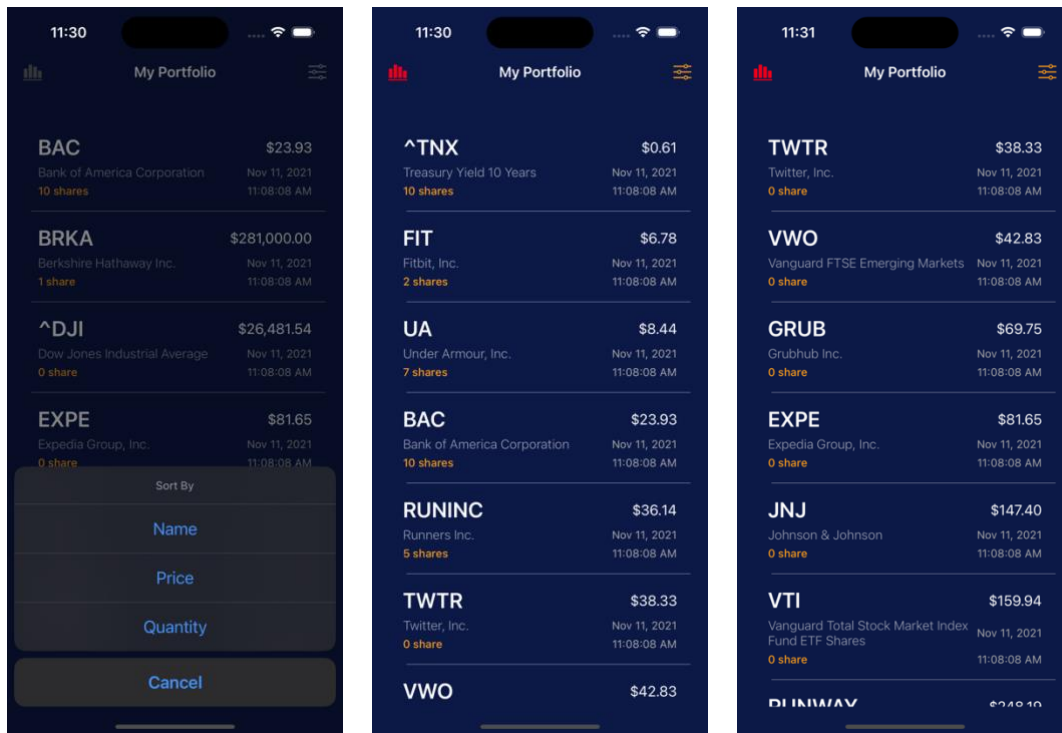 11:30
My Portfolio
BAC $23.93
Bank of America Corporation Nov 11, 2021
10 shares 11:08:08 AM
BRKA $281,000.00
Berkshire Hathaway Inc. Nov 11, 2021
1 share 11:08:08 AM
^DJI $26,481.54
Dow Jones Industrial Average Nov 11, 2021
0 share 11:08:08 AM
EXPE $81.65
Expedia Group, Inc. Nov 11, 2021
0 share 11:08:08 AM
Sort By
Name
Price
Quantity
Cancel
11:30
My Portfolio
^TNX $0.61
Treasury Yield 10 Years Nov 11, 2021
10 shares 11:08:08 AM
FIT $6.78
Fitbit, Inc. Nov 11, 2021
2 shares 11:08:08 AM
UA $8.44
Under Armour, Inc. Nov 11, 2021
7 shares 11:08:08 AM
BAC $23.93
Bank of America Corporation Nov 11, 2021
10 shares 11:08:08 AM
RUNINC $36.14
Runners Inc. Nov 11, 2021
5 shares 11:08:08 AM
TWTR $38.33
Twitter, Inc. Nov 11, 2021
0 share 11:08:08 AM
VWO $42.83
11:31
My Portfolio
TWTR $38.33
Twitter, Inc. Nov 11, 2021
0 share 11:08:08 AM
VWO $42.83
Vanguard FTSE Emerging Markets Nov 11, 2021
0 share 11:08:08 AM
GRUB $69.75
Grubhub Inc. Nov 11, 2021
0 share 11:08:08 AM
EXPE $81.65
Expedia Group, Inc. Nov 11, 2021
0 share 11:08:08 AM
JNJ $147.40
Johnson & Johnson Nov 11, 2021
0 share 11:08:08 AM
VTI $159.94
Vanguard Total Stock Market Index Nov 11, 2021
Fund ETF Shares
0 share 11:08:08 AM
RUNWAY